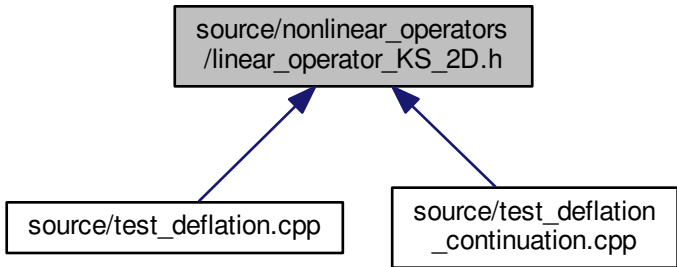 source/nonlinear_operators
/linear_operator_KS_2D.h
source/test_deflation.cpp
source/test_deflation
_continuation.cpp